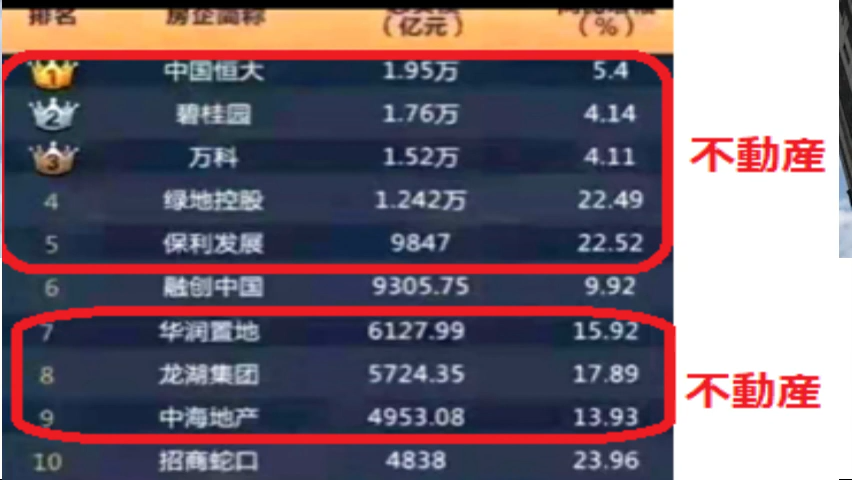 排名 房企简称 (亿元) (%)
1 中国恒大 1.95万 5.4
2 碧桂园 1.76万 4.14
3 万科 1.52万 4.11
不動産
4 绿地控股 1.242万 22.49
5 保利发展 9847 22.52
6 融创中国 9305.75 9.92
7 华润置地 6127.99 15.92
8 龙湖集团 5724.35 17.89
不動産
9 中海地产 4953.08 13.93
10 招商蛇口 4838 23.96